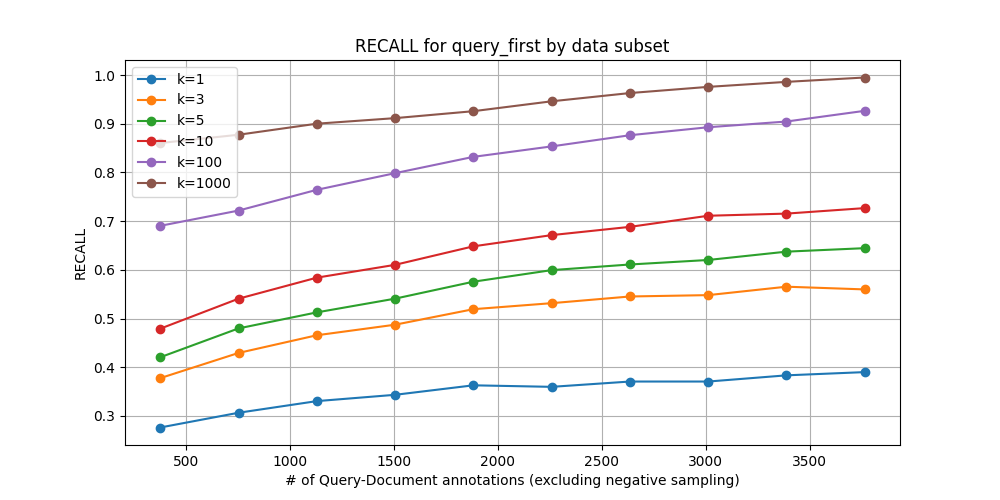 RECALL for query_first by data subset
k=1
k=3
k=5
k=10
k=100
k=1000
1.0
0.9
0.8
0.7
0.6
0.5
0.4
0.3
RECALL
500
1000
1500
2000
2500
3000
3500
# of Query-Document annotations (excluding negative sampling)